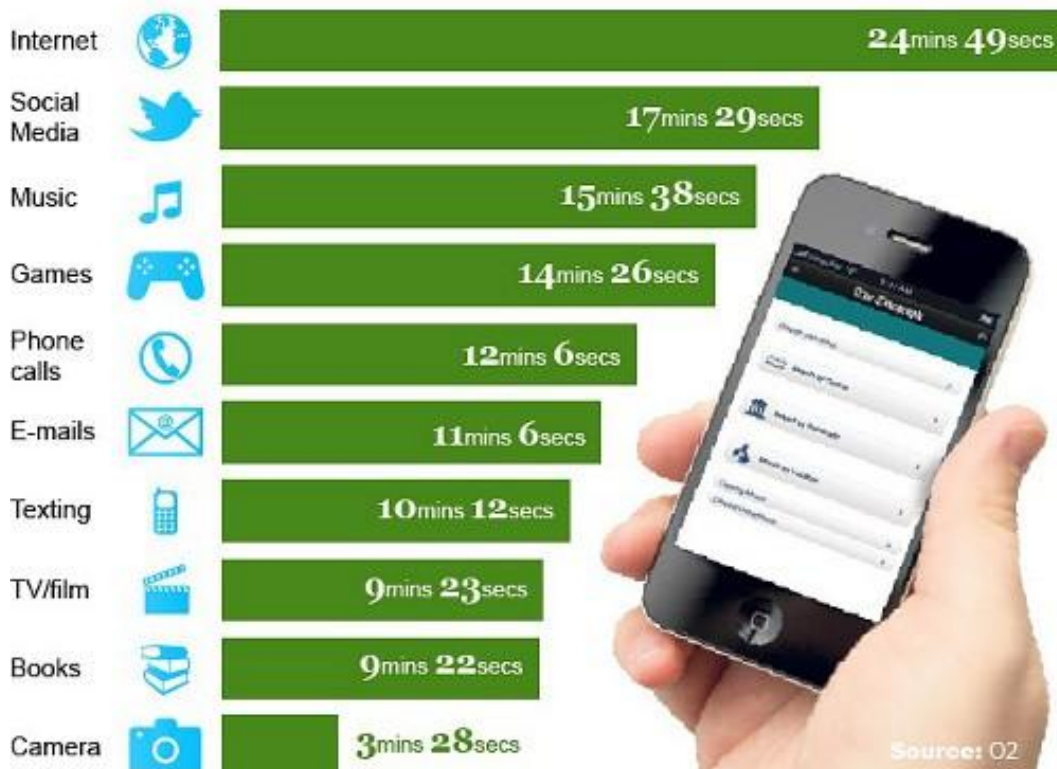 Internet 24mins 49secs
Social
Media 17mins 29secs
Music 15mins 38secs
Games 14mins 26secs
Phone
calls 12mins 6secs
E-mails 11mins 6secs
Texting 10mins 12secs
TV/film 9mins 23secs
Books 9mins 22secs
Camera 3mins 28secs
Source: O2